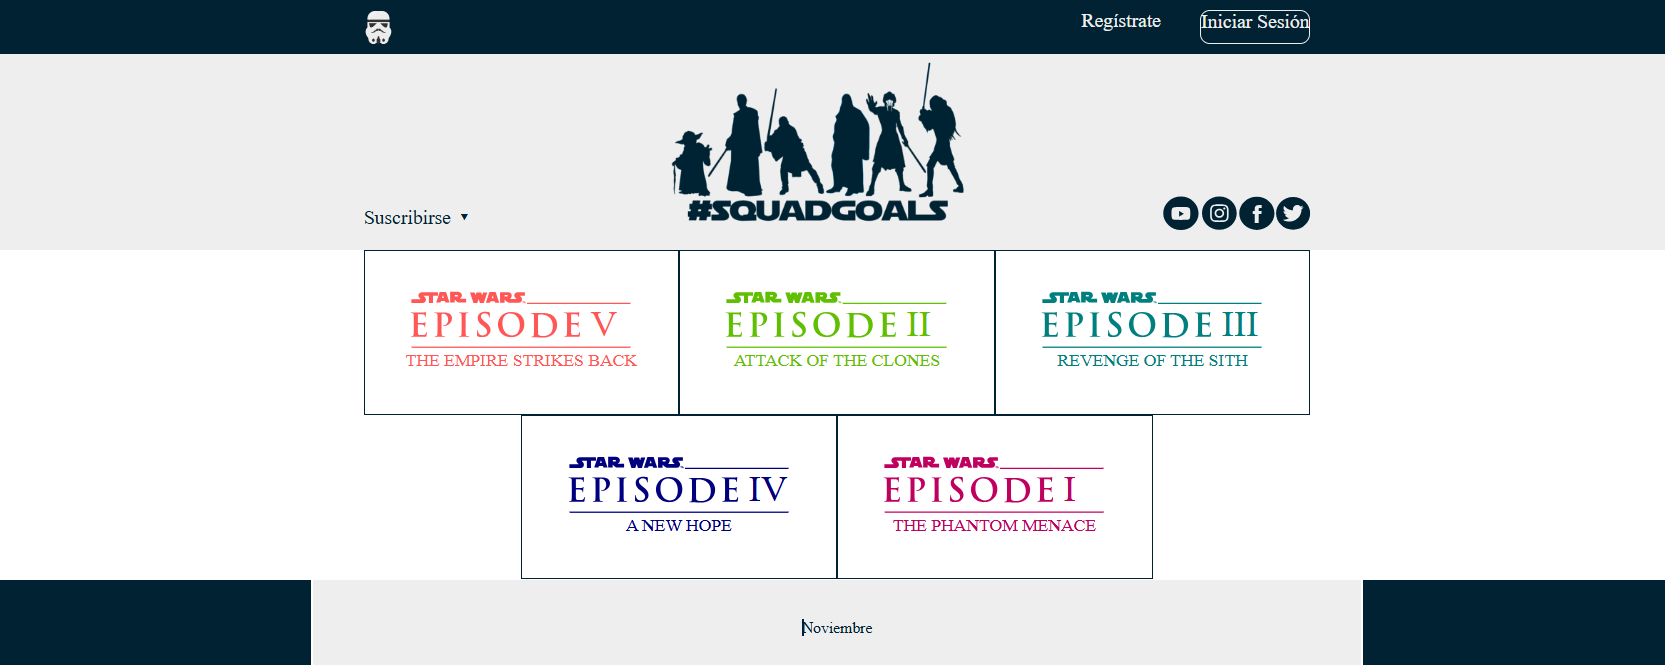 Regístrate
Iniciar Sesión
#SQUADGOALS
Suscribirse
STAR WARS
EPISODE V
THE EMPIRE STRIKES BACK
STAR WARS
EPISODE II
ATTACK OF THE CLONES
STAR WARS
EPISODE III
REVENGE OF THE SITH
STAR WARS
EPISODE IV
A NEW HOPE
STAR WARS
EPISODE I
THE PHANTOM MENACE
Noviembre